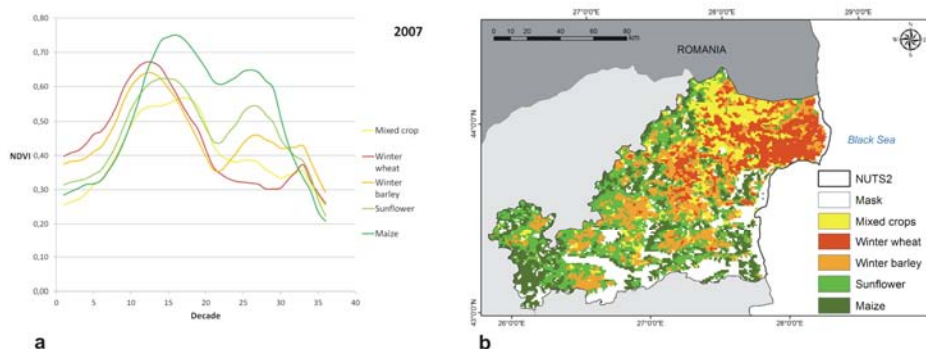 2007
0,80
0,70
0,60
0,50
0,40
0,30
0,20
0,10
0,00
NDVI
0 5 10 15 20 25 30 35 40
Decade
Mixed crop
Winter
wheat
Winter
barley
Sunflower
Maize
a
27°0'0"E 28°0'0"E 29°0'0"E
0 10 20 40 60 80
km
ROMANIA
44°0'0"N
43°0'0"N
Black Sea
NUTS2
Mask
Mixed crops
Winter wheat
Winter barley
Sunflower
Maize
26°0'0"E 27°0'0"E 28°0'0"E
b